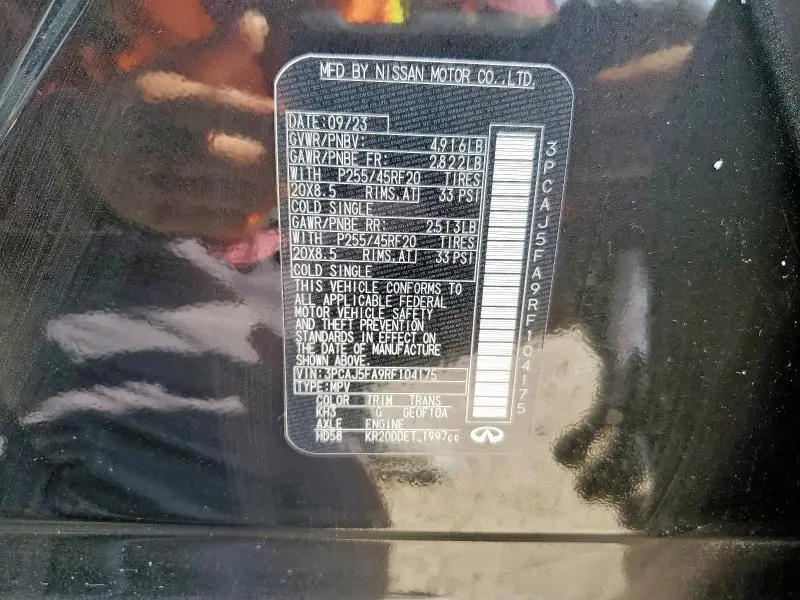 MFD BY NISSAN MOTOR CO.,LTD.
DATE:09/23
GVWR/PNBV: 4916LB
GAWR/PNBE FR: 2822LB
WITH P255/45RF20 TIRES
20X8.5 RIMS,AT 33 PSI
COLD SINGLE
GAWR/PNBE RR: 2513LB
WITH P255/45RF20 TIRES
20X8.5 RIMS,AT 33 PSI
COLD SINGLE
THIS VEHICLE CONFORMS TO
ALL APPLICABLE FEDERAL
MOTOR VEHICLE SAFETY
AND THEFT PREVENTION
STANDARDS IN EFFECT ON
THE DATE OF MANUFACTURE
SHOWN ABOVE
VIN:3PCAJ5FA9RF104175
TYPE:MPV
COLOR TRIM TRANS
KH3 G GE0F10A
AXLE ENGINE
HD58 KR20DDET 1997cc
3PCAJ5FA9RF104175